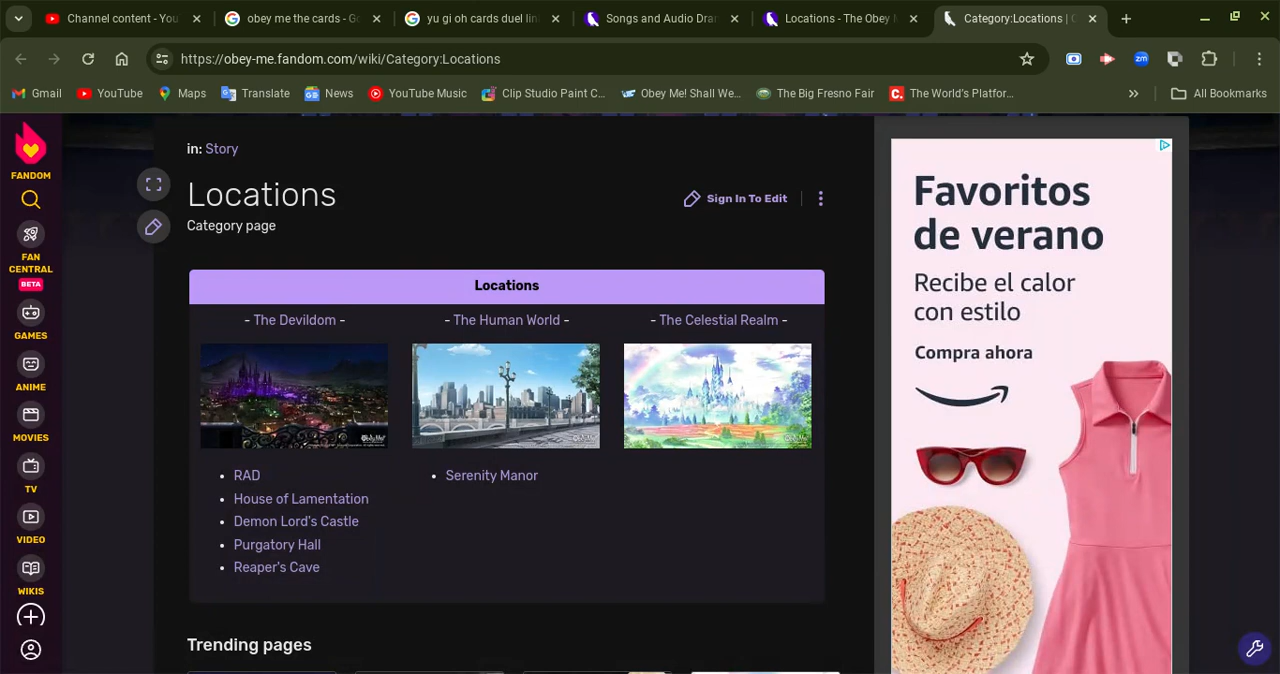 Channel content - You
obey me the cards - Go
yu gi oh cards duel lin
Songs and Audio Dra
Locations - The Obey M
Category:Locations | O
https://obey-me.fandom.com/wiki/Category:Locations
Gmail
YouTube
Maps
Translate
News
YouTube Music
Clip Studio Paint C...
Obey Me! Shall We...
The Big Fresno Fair
The World's Platfor...
All Bookmarks
FANDOM
FAN
CENTRAL
BETA
GAMES
ANIME
MOVIES
TV
VIDEO
WIKIS
in: Story
Locations
Sign In To Edit
Category page
Locations
- The Devildom -
- The Human World -
- The Celestial Realm -
• RAD
• House of Lamentation
• Demon Lord's Castle
• Purgatory Hall
• Reaper's Cave
• Serenity Manor
Trending pages
Favoritos
de verano
Recibe el calor
con estilo
Compra ahora